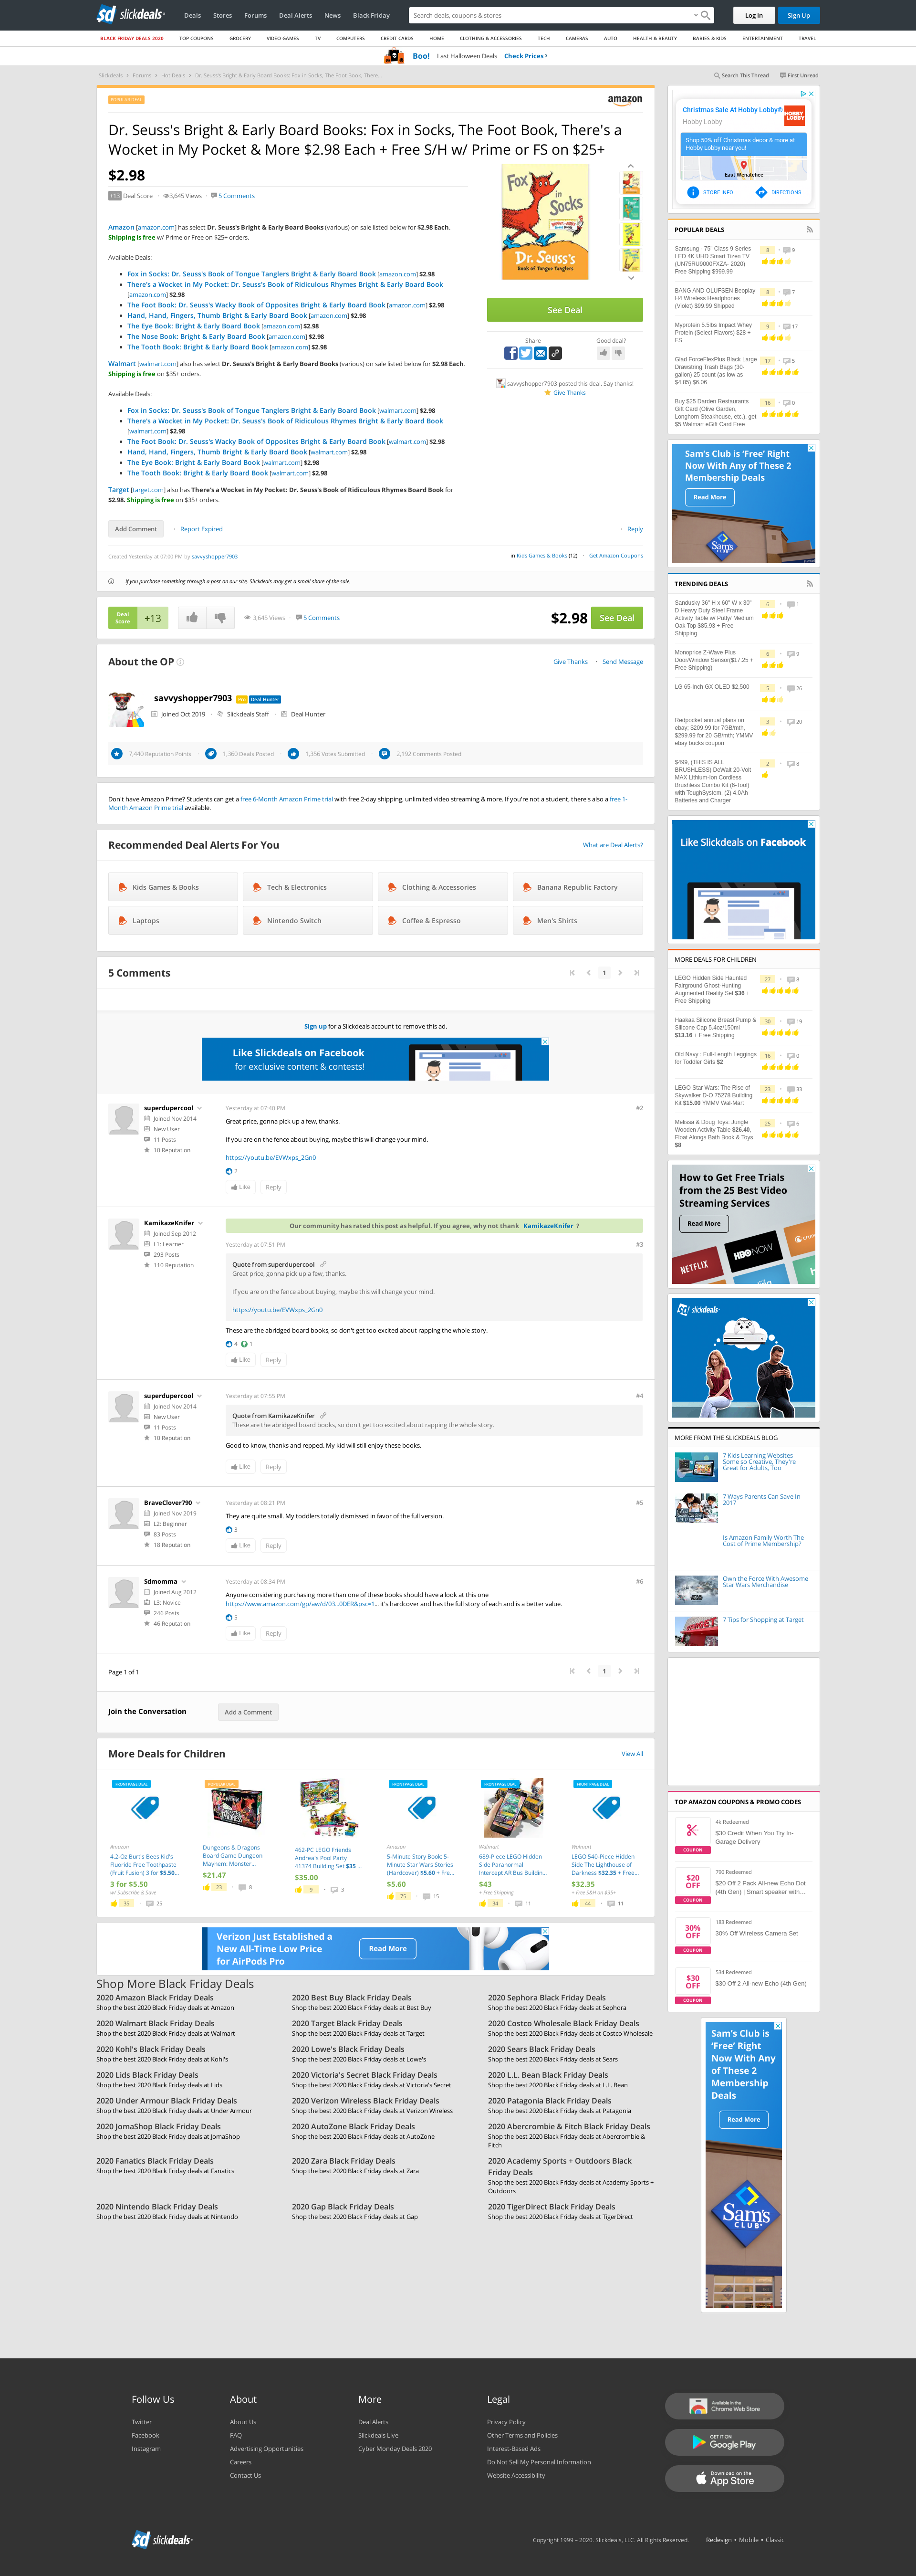 slickdeals
Deals
Stores
Forums
Deal Alerts
News
Black Friday
Search deals, coupons & stores
Log In
Sign Up
BLACK FRIDAY DEALS 2020
TOP COUPONS
GROCERY
VIDEO GAMES
TV
COMPUTERS
CREDIT CARDS
HOME
CLOTHING & ACCESSORIES
TECH
CAMERAS
AUTO
HEALTH & BEAUTY
BABIES & KIDS
ENTERTAINMENT
TRAVEL
Boo! Last Halloween Deals Check Prices ›
Slickdeals › Forums › Hot Deals › Dr. Seuss's Bright & Early Board Books: Fox in Socks, The Foot Book, There...
Search This Thread
First Unread
POPULAR DEAL
amazon
Dr. Seuss's Bright & Early Board Books: Fox in Socks, The Foot Book, There's a
Wocket in My Pocket & More $2.98 Each + Free S/H w/ Prime or FS on $25+
$2.98
+13 Deal Score
3,645 Views
5 Comments
Amazon [amazon.com] has select Dr. Seuss's Bright & Early Board Books (various) on sale listed below for $2.98 Each.
Shipping is free w/ Prime or Free on $25+ orders.
Available Deals:
Fox in Socks: Dr. Seuss's Book of Tongue Tanglers Bright & Early Board Book [amazon.com] $2.98
There's a Wocket in My Pocket: Dr. Seuss's Book of Ridiculous Rhymes Bright & Early Board Book
[amazon.com] $2.98
The Foot Book: Dr. Seuss's Wacky Book of Opposites Bright & Early Board Book [amazon.com] $2.98
Hand, Hand, Fingers, Thumb Bright & Early Board Book [amazon.com] $2.98
The Eye Book: Bright & Early Board Book [amazon.com] $2.98
The Nose Book: Bright & Early Board Book [amazon.com] $2.98
The Tooth Book: Bright & Early Board Book [amazon.com] $2.98
Walmart [walmart.com] also has select Dr. Seuss's Bright & Early Board Books (various) on sale listed below for $2.98 Each.
Shipping is free on $35+ orders.
Available Deals:
Fox in Socks: Dr. Seuss's Book of Tongue Tanglers Bright & Early Board Book [walmart.com] $2.98
There's a Wocket in My Pocket: Dr. Seuss's Book of Ridiculous Rhymes Bright & Early Board Book
[walmart.com] $2.98
The Foot Book: Dr. Seuss's Wacky Book of Opposites Bright & Early Board Book [walmart.com] $2.98
Hand, Hand, Fingers, Thumb Bright & Early Board Book [walmart.com] $2.98
The Eye Book: Bright & Early Board Book [walmart.com] $2.98
The Tooth Book: Bright & Early Board Book [walmart.com] $2.98
Target [target.com] also has There's a Wocket in My Pocket: Dr. Seuss's Book of Ridiculous Rhymes Board Book for
$2.98. Shipping is free on $35+ orders.
Fox in Socks
Dr. Seuss's
Book of Tongue Tanglers
See Deal
Share
Good deal?
savvyshopper7903 posted this deal. Say thanks!
Give Thanks
Add Comment
Report Expired
Reply
Created Yesterday at 07:00 PM by savvyshopper7903
in Kids Games & Books (12)
Get Amazon Coupons
If you purchase something through a post on our site, Slickdeals may get a small share of the sale.
Deal Score
+13
3,645 Views
5 Comments
$2.98
See Deal
About the OP
Give Thanks
Send Message
savvyshopper7903 Pro Deal Hunter
Joined Oct 2019
Slickdeals Staff
Deal Hunter
7,440 Reputation Points
1,360 Deals Posted
1,356 Votes Submitted
2,192 Comments Posted
Don't have Amazon Prime? Students can get a free 6-Month Amazon Prime trial with free 2-day shipping, unlimited video streaming & more. If you're not a student, there's also a free 1-
Month Amazon Prime trial available.
Recommended Deal Alerts For You
What are Deal Alerts?
Kids Games & Books
Tech & Electronics
Clothing & Accessories
Banana Republic Factory
Laptops
Nintendo Switch
Coffee & Espresso
Men's Shirts
5 Comments
1
Sign up for a Slickdeals account to remove this ad.
Like Slickdeals on Facebook
for exclusive content & contests!
superdupercool
Joined Nov 2014
New User
11 Posts
10 Reputation
Yesterday at 07:40 PM
#2
Great price, gonna pick up a few, thanks.
If you are on the fence about buying, maybe this will change your mind.
https://youtu.be/EVWxps_2Gn0
2
Like
Reply
KamikazeKnifer
Joined Sep 2012
L1: Learner
293 Posts
110 Reputation
Our community has rated this post as helpful. If you agree, why not thank KamikazeKnifer ?
Yesterday at 07:51 PM
#3
Quote from superdupercool
Great price, gonna pick up a few, thanks.
If you are on the fence about buying, maybe this will change your mind.
https://youtu.be/EVWxps_2Gn0
These are the abridged board books, so don't get too excited about rapping the whole story.
4
1
Like
Reply
superdupercool
Joined Nov 2014
New User
11 Posts
10 Reputation
Yesterday at 07:55 PM
#4
Quote from KamikazeKnifer
These are the abridged board books, so don't get too excited about rapping the whole story.
Good to know, thanks and repped. My kid will still enjoy these books.
Like
Reply
BraveClover790
Joined Nov 2019
L2: Beginner
83 Posts
18 Reputation
Yesterday at 08:21 PM
#5
They are quite small. My toddlers totally dismissed in favor of the full version.
3
Like
Reply
Sdmomma
Joined Aug 2012
L3: Novice
246 Posts
46 Reputation
Yesterday at 08:34 PM
#6
Anyone considering purchasing more than one of these books should have a look at this one
https://www.amazon.com/gp/aw/d/03...0DER&psc=1... it's hardcover and has the full story of each and is a better value.
5
Like
Reply
Page 1 of 1
1
Join the Conversation
Add a Comment
More Deals for Children
View All
FRONTPAGE DEAL
Amazon
4.2-Oz Burt's Bees Kid's
Fluoride Free Toothpaste
(Fruit Fusion) 3 for $5.50...
3 for $5.50
w/ Subscribe & Save
35
25
POPULAR DEAL
Dungeons & Dragons
Board Game Dungeon
Mayhem: Monster...
$21.47
23
8
462-PC LEGO Friends
Andrea's Pool Party
41374 Building Set $35 ...
$35.00
9
3
FRONTPAGE DEAL
Amazon
5-Minute Story Book: 5-
Minute Star Wars Stories
(Hardcover) $5.60 + Fre...
$5.60
75
15
FRONTPAGE DEAL
Walmart
689-Piece LEGO Hidden
Side Paranormal
Intercept AR Bus Buildin...
$43
+ Free Shipping
34
11
FRONTPAGE DEAL
Walmart
LEGO 540-Piece Hidden
Side The Lighthouse of
Darkness $32.35 + Free...
$32.35
+ Free S&H on $35+
44
11
Verizon Just Established a
New All-Time Low Price
for AirPods Pro
Read More
Shop More Black Friday Deals
2020 Amazon Black Friday Deals
Shop the best 2020 Black Friday deals at Amazon
2020 Best Buy Black Friday Deals
Shop the best 2020 Black Friday deals at Best Buy
2020 Sephora Black Friday Deals
Shop the best 2020 Black Friday deals at Sephora
2020 Walmart Black Friday Deals
Shop the best 2020 Black Friday deals at Walmart
2020 Target Black Friday Deals
Shop the best 2020 Black Friday deals at Target
2020 Costco Wholesale Black Friday Deals
Shop the best 2020 Black Friday deals at Costco Wholesale
2020 Kohl's Black Friday Deals
Shop the best 2020 Black Friday deals at Kohl's
2020 Lowe's Black Friday Deals
Shop the best 2020 Black Friday deals at Lowe's
2020 Sears Black Friday Deals
Shop the best 2020 Black Friday deals at Sears
2020 Lids Black Friday Deals
Shop the best 2020 Black Friday deals at Lids
2020 Victoria's Secret Black Friday Deals
Shop the best 2020 Black Friday deals at Victoria's Secret
2020 L.L. Bean Black Friday Deals
Shop the best 2020 Black Friday deals at L.L. Bean
2020 Under Armour Black Friday Deals
Shop the best 2020 Black Friday deals at Under Armour
2020 Verizon Wireless Black Friday Deals
Shop the best 2020 Black Friday deals at Verizon Wireless
2020 Patagonia Black Friday Deals
Shop the best 2020 Black Friday deals at Patagonia
2020 JomaShop Black Friday Deals
Shop the best 2020 Black Friday deals at JomaShop
2020 AutoZone Black Friday Deals
Shop the best 2020 Black Friday deals at AutoZone
2020 Abercrombie & Fitch Black Friday Deals
Shop the best 2020 Black Friday deals at Abercrombie &
Fitch
2020 Fanatics Black Friday Deals
Shop the best 2020 Black Friday deals at Fanatics
2020 Zara Black Friday Deals
Shop the best 2020 Black Friday deals at Zara
2020 Academy Sports + Outdoors Black
Friday Deals
Shop the best 2020 Black Friday deals at Academy Sports +
Outdoors
2020 Nintendo Black Friday Deals
Shop the best 2020 Black Friday deals at Nintendo
2020 Gap Black Friday Deals
Shop the best 2020 Black Friday deals at Gap
2020 TigerDirect Black Friday Deals
Shop the best 2020 Black Friday deals at TigerDirect
Christmas Sale At Hobby Lobby®
Hobby Lobby
HOBBY LOBBY
Shop 50% off Christmas decor & more at
Hobby Lobby near you!
East Wenatchee
STORE INFO
DIRECTIONS
POPULAR DEALS
Samsung - 75" Class 9 Series
LED 4K UHD Smart Tizen TV
(UN75RU9000FXZA- 2020)
Free Shipping $999.99
8
9
BANG AND OLUFSEN Beoplay
H4 Wireless Headphones
(Violet) $99.99 Shipped
8
7
Myprotein 5.5lbs Impact Whey
Protein (Select Flavors) $28 +
FS
9
17
Glad ForceFlexPlus Black Large
Drawstring Trash Bags (30-
gallon) 25 count (as low as
$4.85) $6.06
17
5
Buy $25 Darden Restaurants
Gift Card (Olive Garden,
Longhorn Steakhouse, etc.), get
$5 Walmart eGift Card Free
16
0
Sam's Club is 'Free' Right
Now With Any of These 2
Membership Deals
Read More
Sam's
CLUB
TRENDING DEALS
Sandusky 36" H x 60" W x 30"
D Heavy Duty Steel Frame
Activity Table w/ Putty/ Medium
Oak Top $85.93 + Free
Shipping
6
1
Monoprice Z-Wave Plus
Door/Window Sensor($17.25 +
Free Shipping)
6
9
LG 65-inch GX OLED $2,500
5
26
Redpocket annual plans on
ebay: $209.99 for 7GB/mth,
$299.99 for 20 GB/mth; YMMV
ebay bucks coupon
3
20
$499, (THIS IS ALL
BRUSHLESS) DeWalt 20-Volt
MAX Lithium-Ion Cordless
Brushless Combo Kit (6-Tool)
with ToughSystem, (2) 4.0Ah
Batteries and Charger
2
8
Like Slickdeals on Facebook
MORE DEALS FOR CHILDREN
LEGO Hidden Side Haunted
Fairground Ghost-Hunting
Augmented Reality Set $36 +
Free Shipping
27
8
Haakaa Silicone Breast Pump &
Silicone Cap 5.4oz/150ml
$13.16 + Free Shipping
30
19
Old Navy : Full-Length Leggings
for Toddler Girls $2
16
0
LEGO Star Wars: The Rise of
Skywalker D-O 75278 Building
Kit $15.00 YMMV Wal-Mart
23
33
Melissa & Doug Toys: Jungle
Wooden Activity Table $26.40;
Float Alongs Bath Book & Toys
$8
25
6
How to Get Free Trials
from the 25 Best Video
Streaming Services
Read More
NETFLIX
HBO NOW
slickdeals
MORE FROM THE SLICKDEALS BLOG
7 Kids Learning Websites –
Some so Creative, They're
Great for Adults, Too
7 Ways Parents Can Save In
2017
Is Amazon Family Worth The
Cost of Prime Membership?
Own the Force With Awesome
Star Wars Merchandise
7 Tips for Shopping at Target
TOP AMAZON COUPONS & PROMO CODES
COUPON
4k Redeemed
$30 Credit When You Try In-
Garage Delivery
$20
OFF
COUPON
790 Redeemed
$20 Off 2 Pack All-new Echo Dot
(4th Gen) | Smart speaker with...
30%
OFF
COUPON
183 Redeemed
30% Off Wireless Camera Set
$30
OFF
COUPON
534 Redeemed
$30 Off 2 All-new Echo (4th Gen)
Sam's Club is
'Free' Right
Now With Any
of These 2
Membership
Deals
Read More
Sam's
CLUB
Follow Us
Twitter
Facebook
Instagram
About
About Us
FAQ
Advertising Opportunities
Careers
Contact Us
More
Deal Alerts
Slickdeals Live
Cyber Monday Deals 2020
Legal
Privacy Policy
Other Terms and Policies
Interest-Based Ads
Do Not Sell My Personal Information
Website Accessibility
Available in the
Chrome Web Store
GET IT ON
Google Play
Download on the
App Store
slickdeals
Copyright 1999 – 2020. Slickdeals, LLC. All Rights Reserved.
Redesign • Mobile • Classic